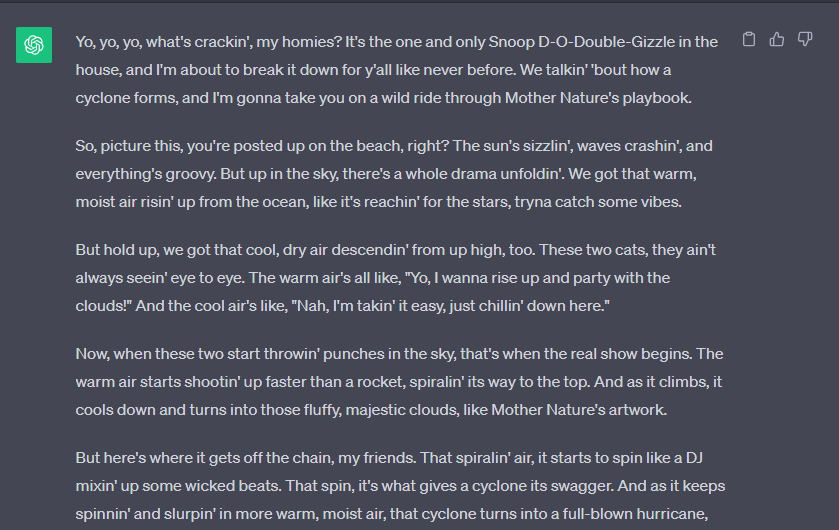 Yo, yo, yo, what's crackin', my homies? It's the one and only Snoop D-O-Double-Gizzle in the
house, and I'm about to break it down for y'all like never before. We talkin' 'bout how a
cyclone forms, and I'm gonna take you on a wild ride through Mother Nature's playbook.
So, picture this, you're posted up on the beach, right? The sun's sizzlin', waves crashin', and
everything's groovy. But up in the sky, there's a whole drama unfoldin'. We got that warm,
moist air risin' up from the ocean, like it's reachin' for the stars, tryna catch some vibes.
But hold up, we got that cool, dry air descendin' from up high, too. These two cats, they ain't
always seein' eye to eye. The warm air's all like, "Yo, I wanna rise up and party with the
clouds!" And the cool air's like, "Nah, I'm takin' it easy, just chillin' down here."
Now, when these two start throwin' punches in the sky, that's when the real show begins. The
warm air starts shootin' up faster than a rocket, spiralin' its way to the top. And as it climbs, it
cools down and turns into those fluffy, majestic clouds, like Mother Nature's artwork.
But here's where it gets off the chain, my friends. That spiralin' air, it starts to spin like a DJ
mixin' up some wicked beats. That spin, it's what gives a cyclone its swagger. And as it keeps
spinnin' and slurpin' in more warm, moist air, that cyclone turns into a full-blown hurricane,